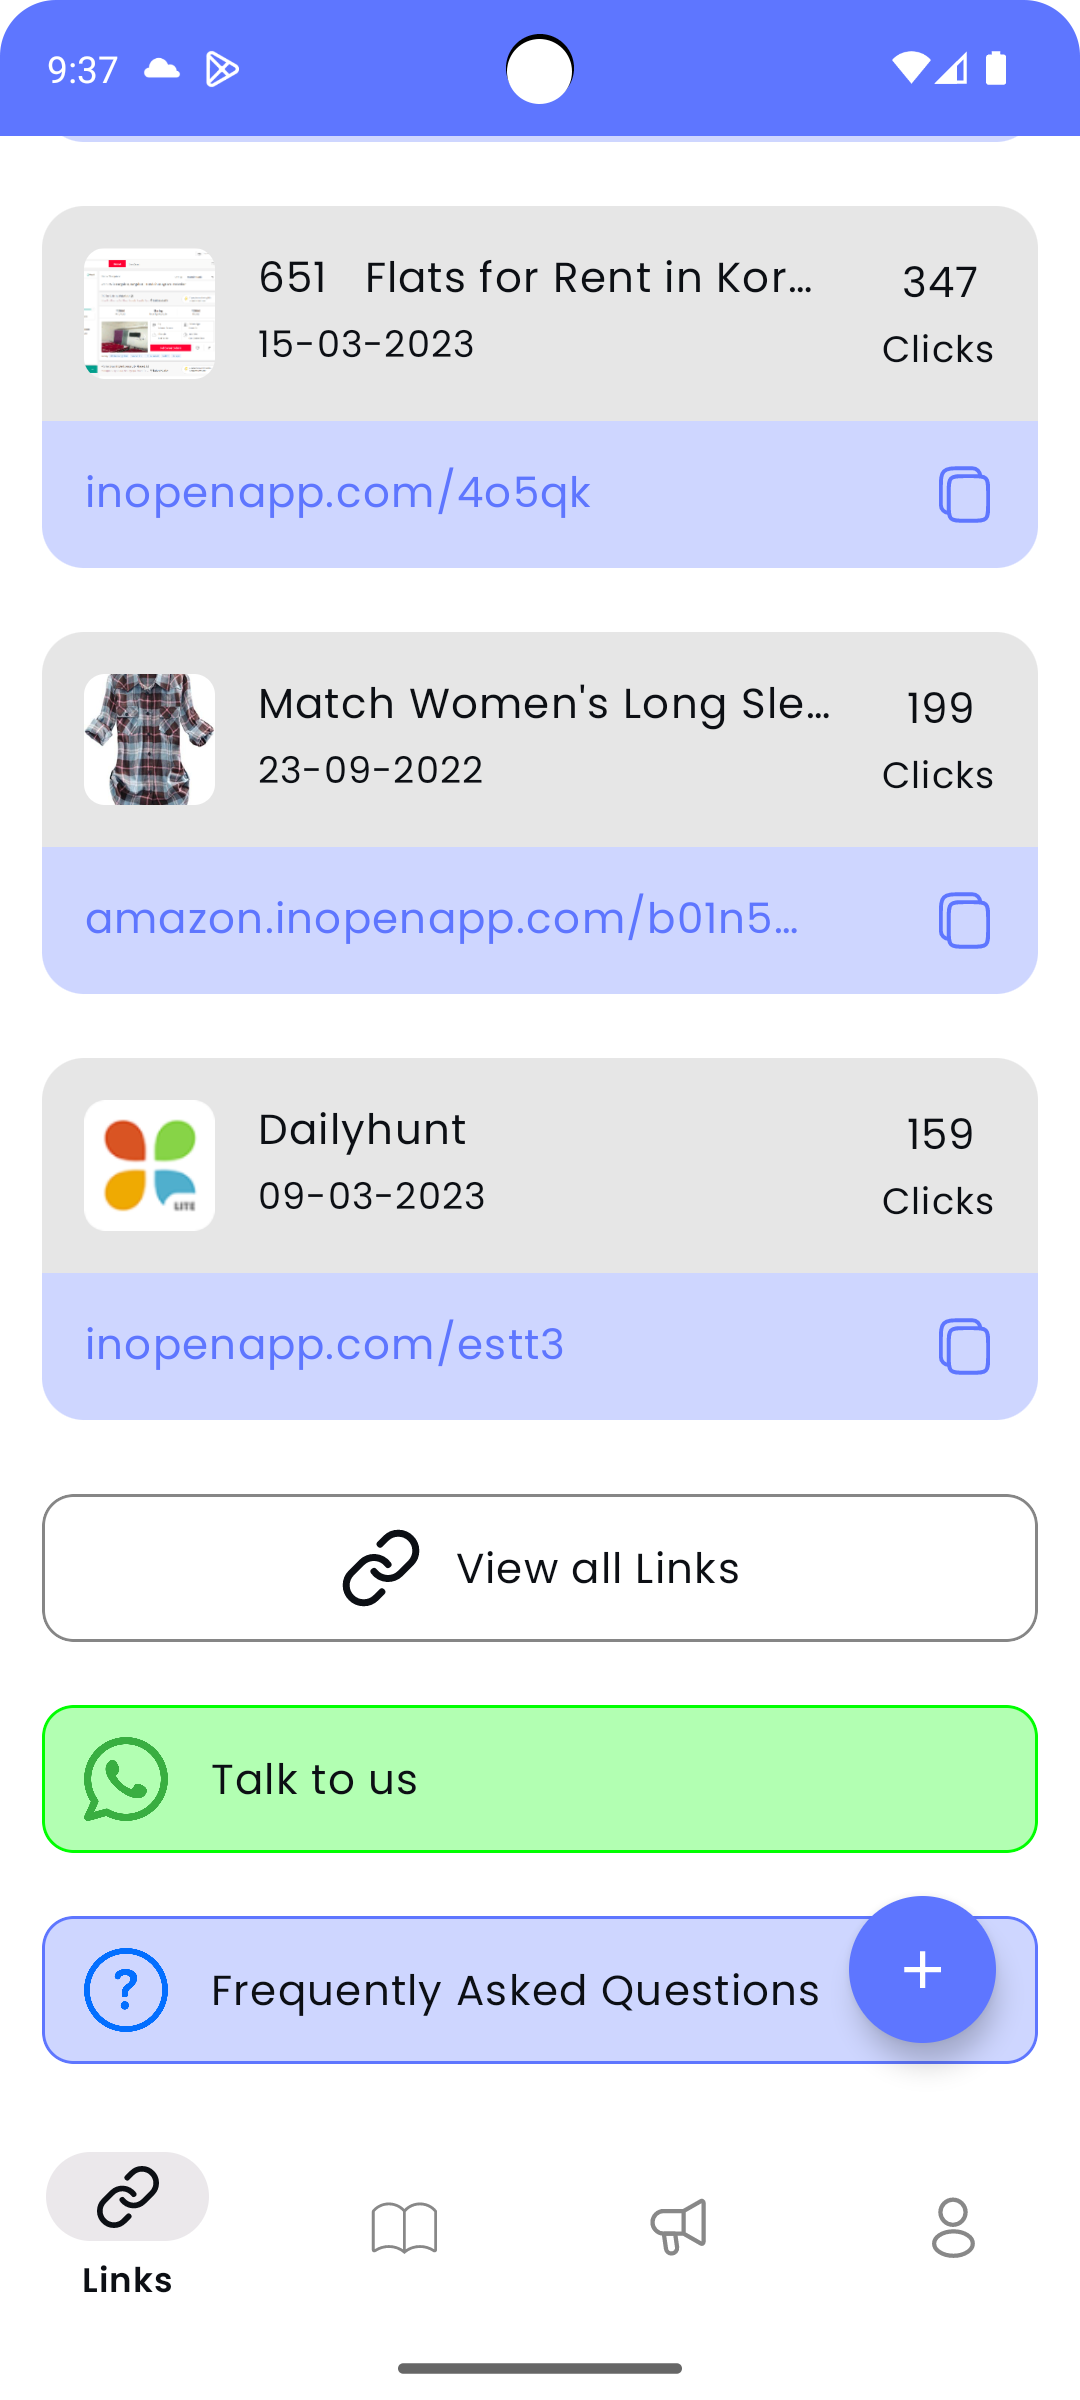 9:37
651 Flats for Rent in Kor...
15-03-2023
347
Clicks
inopenapp.com/4o5qk
Match Women's Long Sle...
23-09-2022
199
Clicks
amazon.inopenapp.com/b01n5...
LITE
Dailyhunt
09-03-2023
159
Clicks
inopenapp.com/estt3
View all Links
Talk to us
Frequently Asked Questions
Links